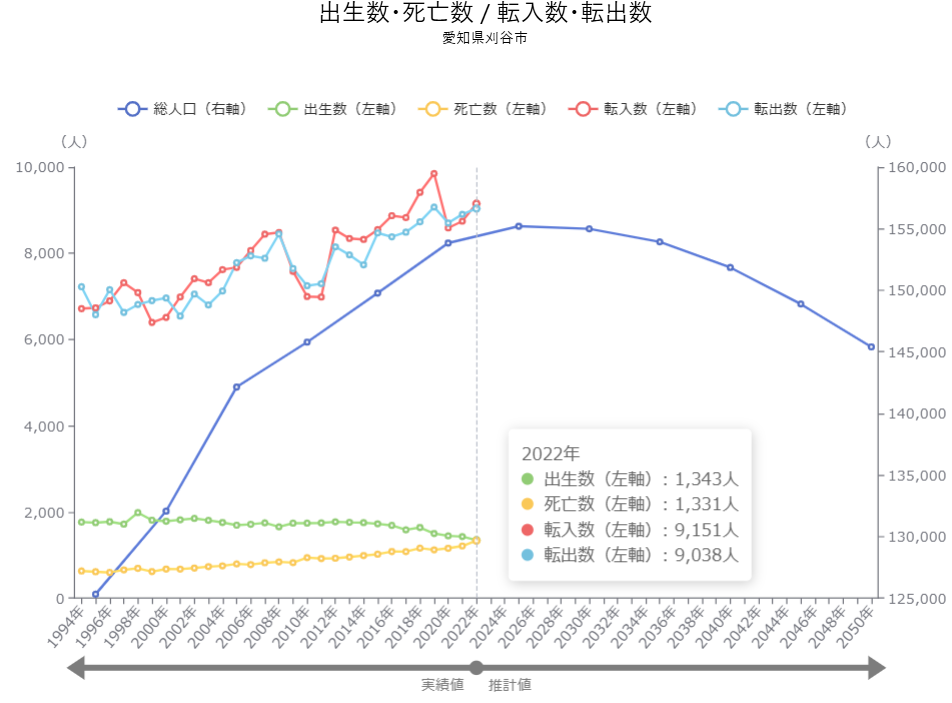 出生数・死亡数 / 転入数・転出数
愛知県刈谷市
総人口（右軸） 出生数（左軸） 死亡数（左軸） 転入数（左軸） 転出数（左軸）
（人） （人）
10,000 160,000
155,000
8,000
150,000
6,000
145,000
4,000
140,000
135,000
2,000
130,000
0 125,000
2022年
出生数（左軸）: 1,343人
死亡数（左軸）: 1,331人
転入数（左軸）: 9,151人
転出数（左軸）: 9,038人
1994年 1996年 1998年 2000年 2002年 2004年 2006年 2008年 2010年 2012年 2014年 2016年 2018年 2020年 2022年 2024年 2026年 2028年 2030年 2032年 2034年 2036年 2038年 2040年 2042年 2044年 2046年 2048年 2050年
実績値 推計値